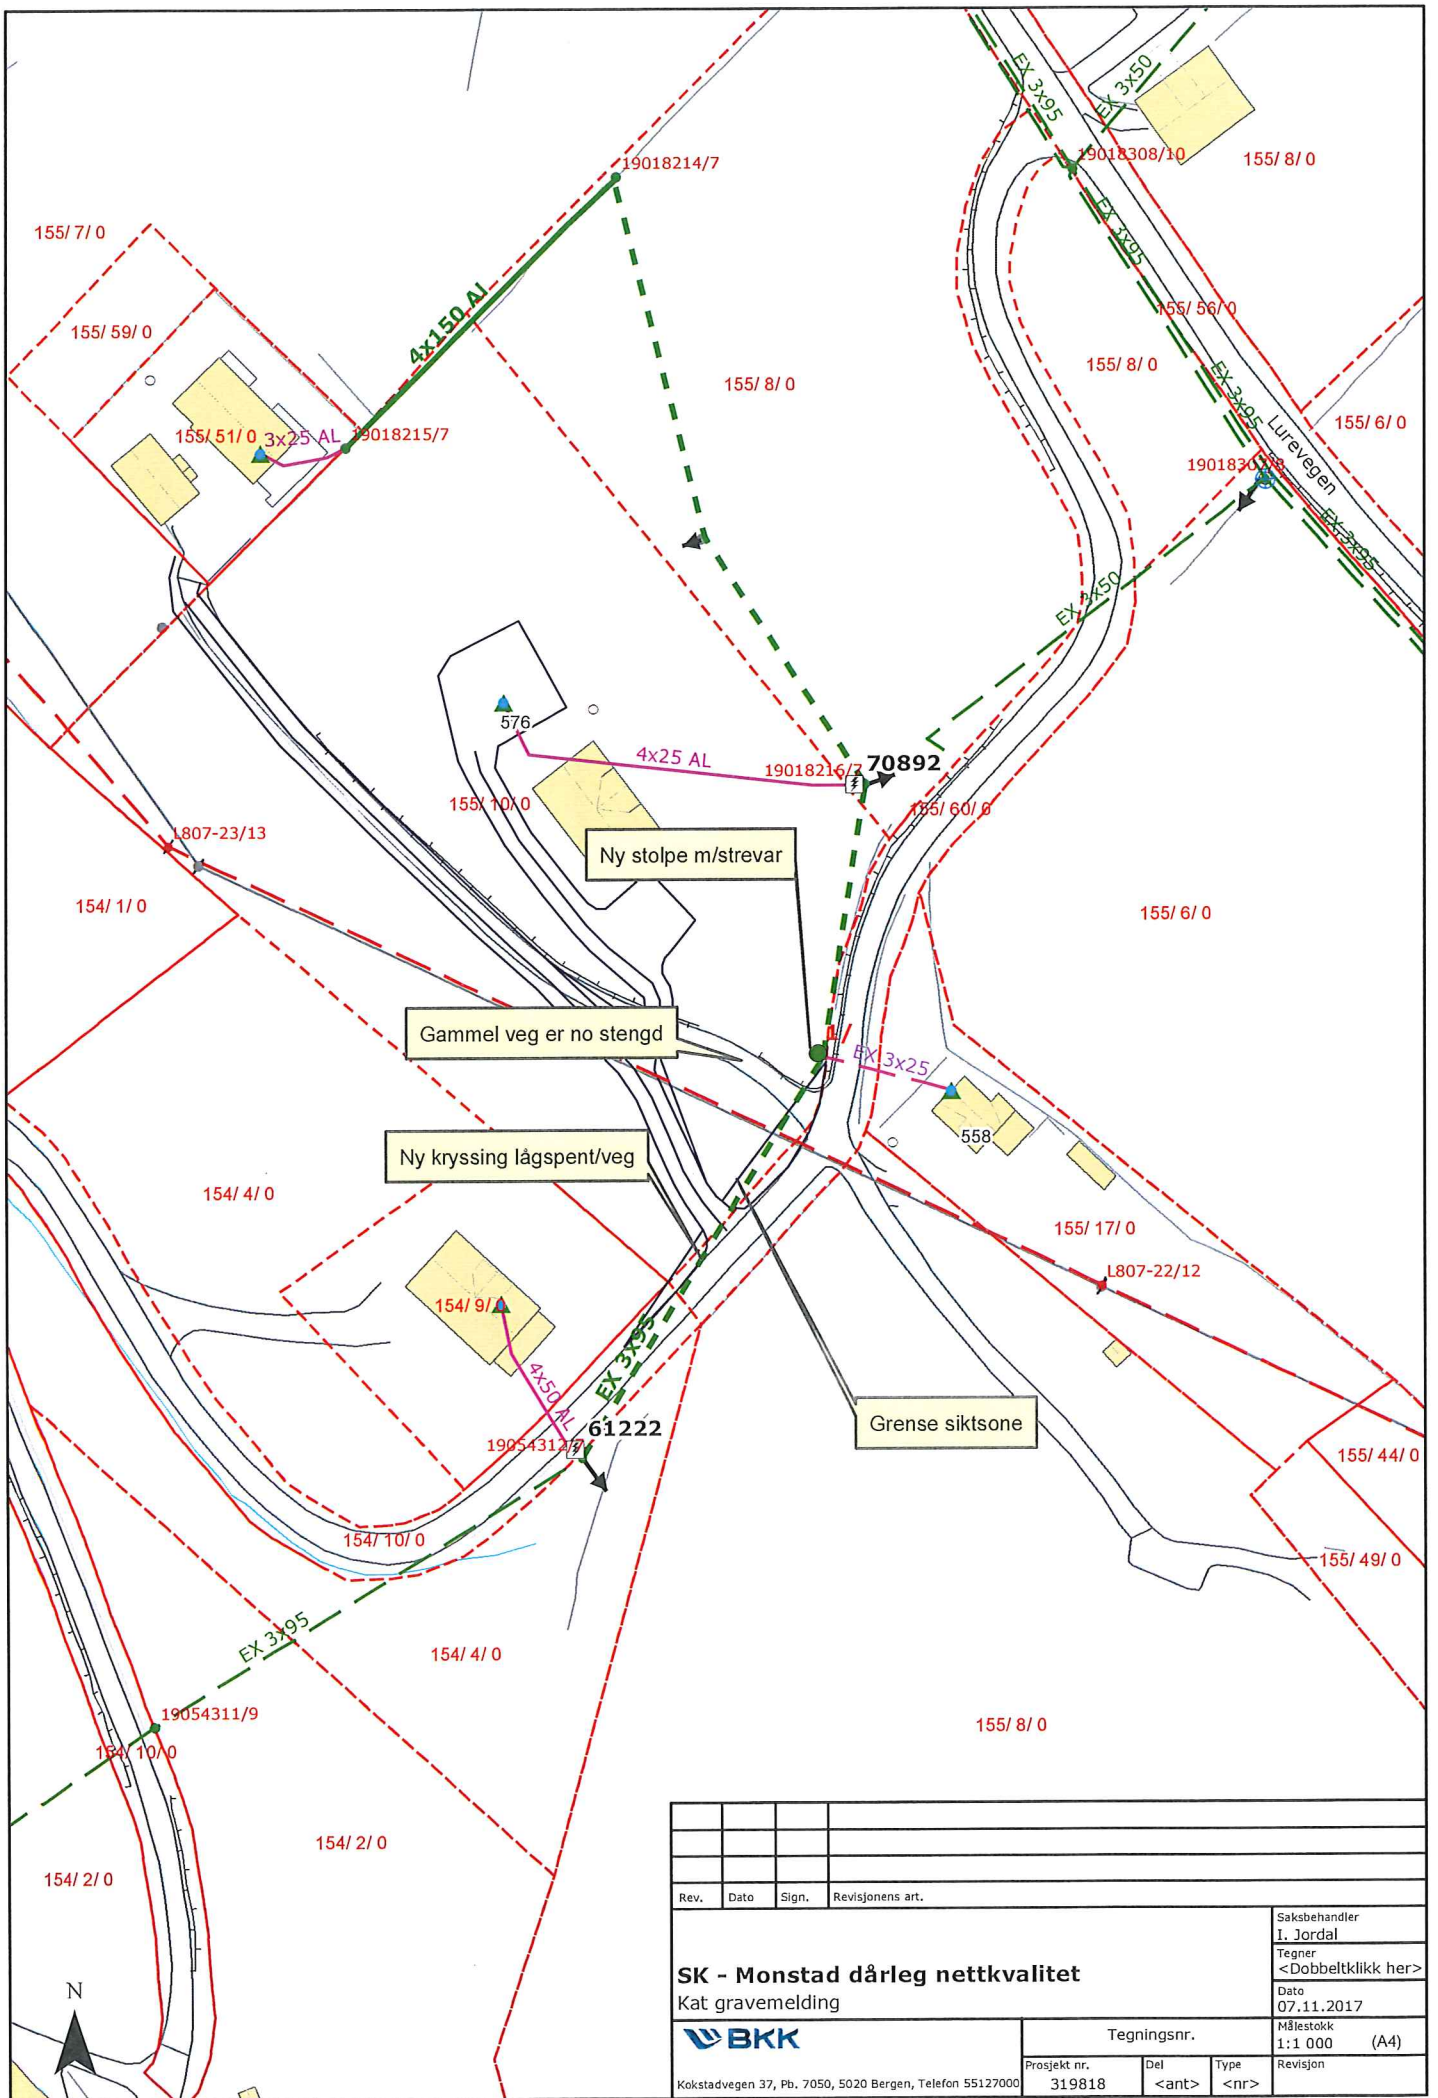 EX 3x95
EX 3x50
19018308/10
155/ 8/ 0
19018214/7
155/ 7/ 0
EX 3x95
155/ 59/ 0
4x150 Al
155/ 56/ 0
155/ 8/ 0
155/ 8/ 0
EX 3x95
155/ 6/ 0
155/ 51/ 0
3x25 AL
19018215/7
Lurevegen
EX 3x95
EX 3x50
576
4x25 AL
19018216/7
70892
155/ 10/ 0
155/ 60/ 0
L807-23/13
Ny stolpe m/strevar
154/ 1/ 0
155/ 6/ 0
Gammel veg er no stengd
EX 3x25
558
Ny kryssing lågspent/veg
154/ 4/ 0
155/ 17/ 0
L807-22/12
154/ 9/
EX 3x95
4x50 AL
Grense siktsone
61222
19054312/7
155/ 44/ 0
154/ 10/ 0
155/ 49/ 0
EX 3x95
154/ 4/ 0
19054311/9
155/ 8/ 0
154/ 10/ 0
154/ 2/ 0
154/ 2/ 0
N
Rev. Dato Sign. Revisjonens art.
Saksbehandler
I. Jordal
Tegner
<Dobbeltklikk her>
SK - Monstad dårleg nettkvalitet
Kat gravemelding
Dato
07.11.2017
BKK
Tegningsnr.
Målestokk
1:1 000 (A4)
Prosjekt nr. Del Type Revisjon
319818 <ant> <nr>
Kokstadvegen 37, Pb. 7050, 5020 Bergen, Telefon 55127000